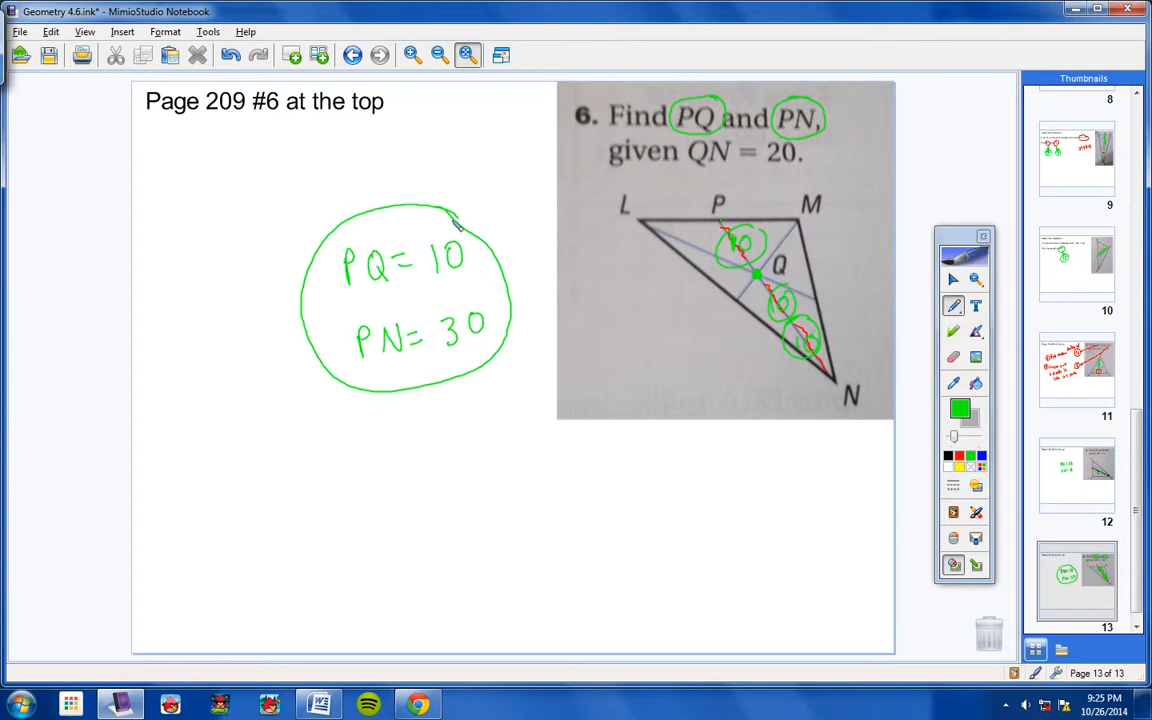 Geometry 4.6.ink* - MimioStudio Notebook
File Edit View Insert Format Tools Help
Page 209 #6 at the top
6. Find PQ and PN,
given QN = 20.
L P M
10
Q
10
10
N
PQ = 10
PN = 30
T
Thumbnails
8
9
10
11
12
13
Page 13 of 13
9:25 PM
10/26/2014